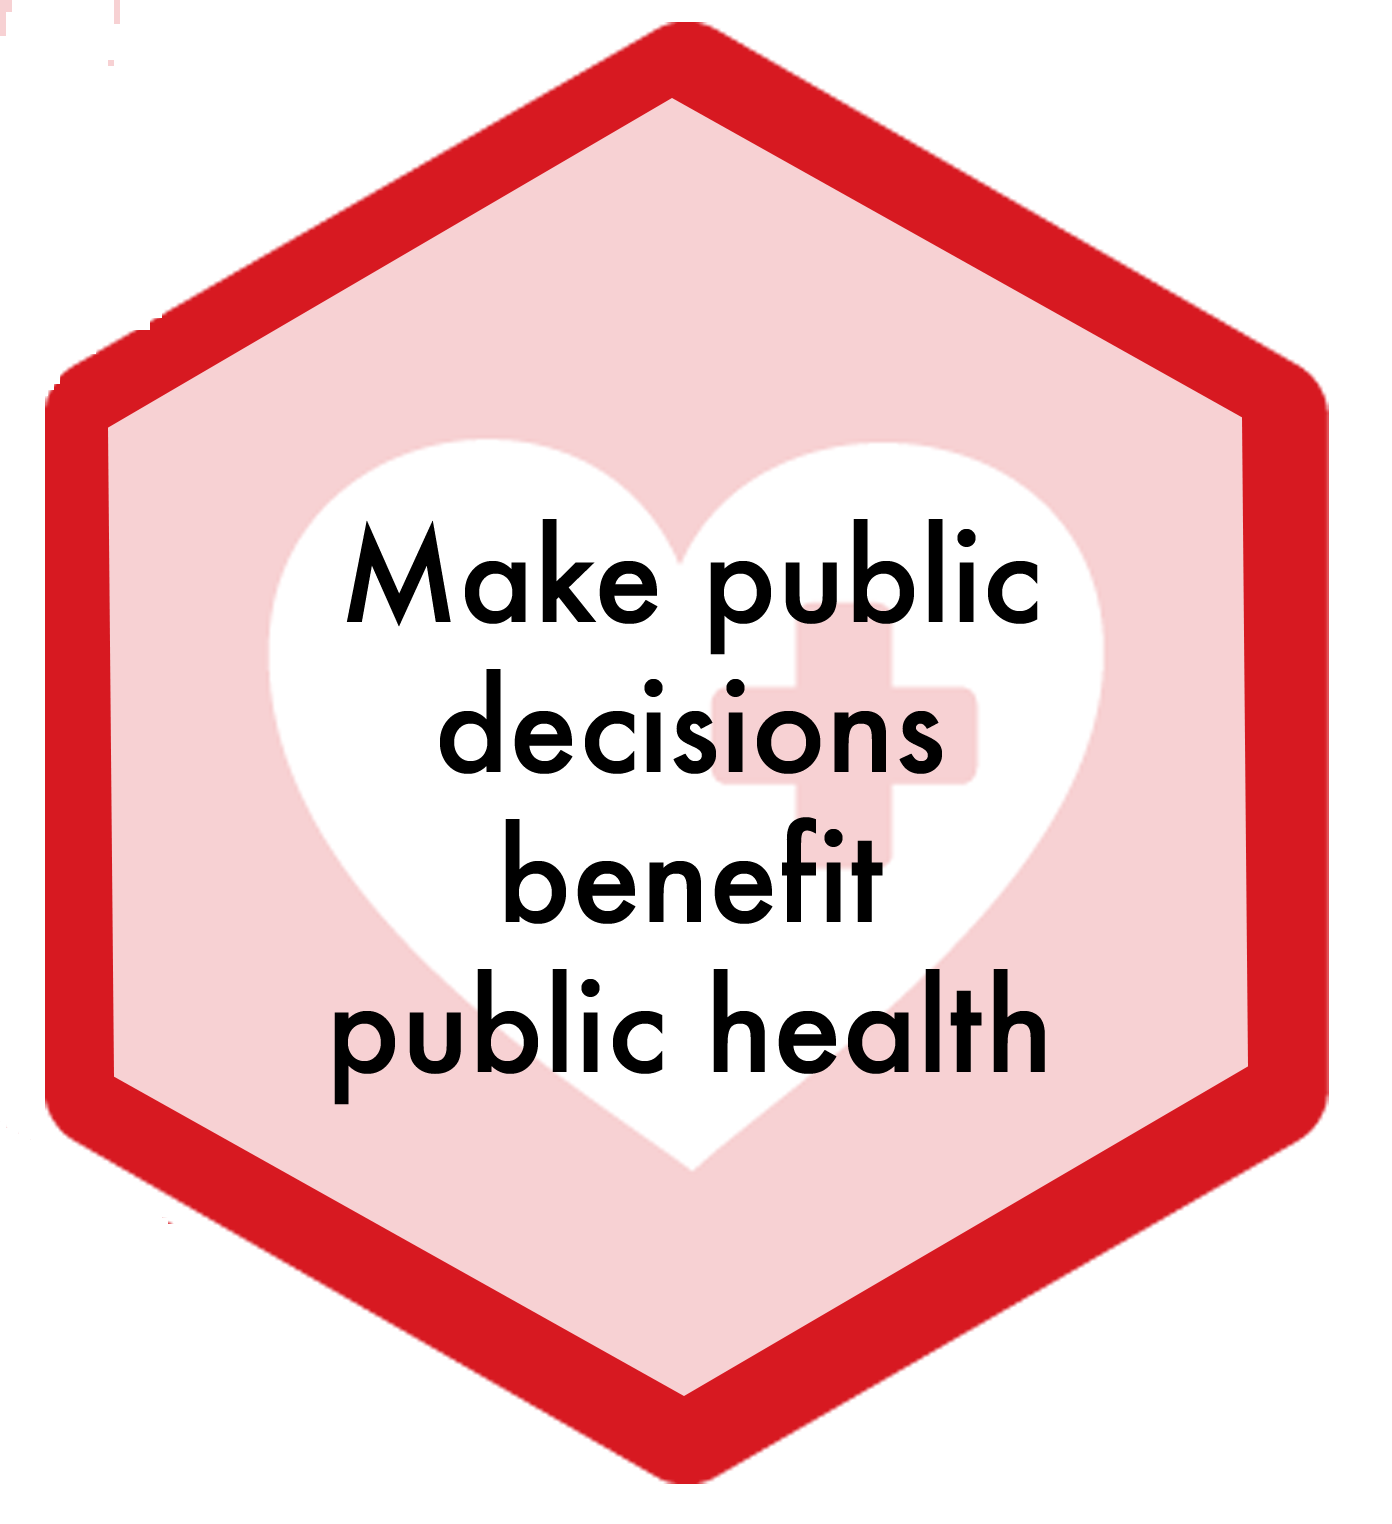 Make public
decisions
benefit
public health